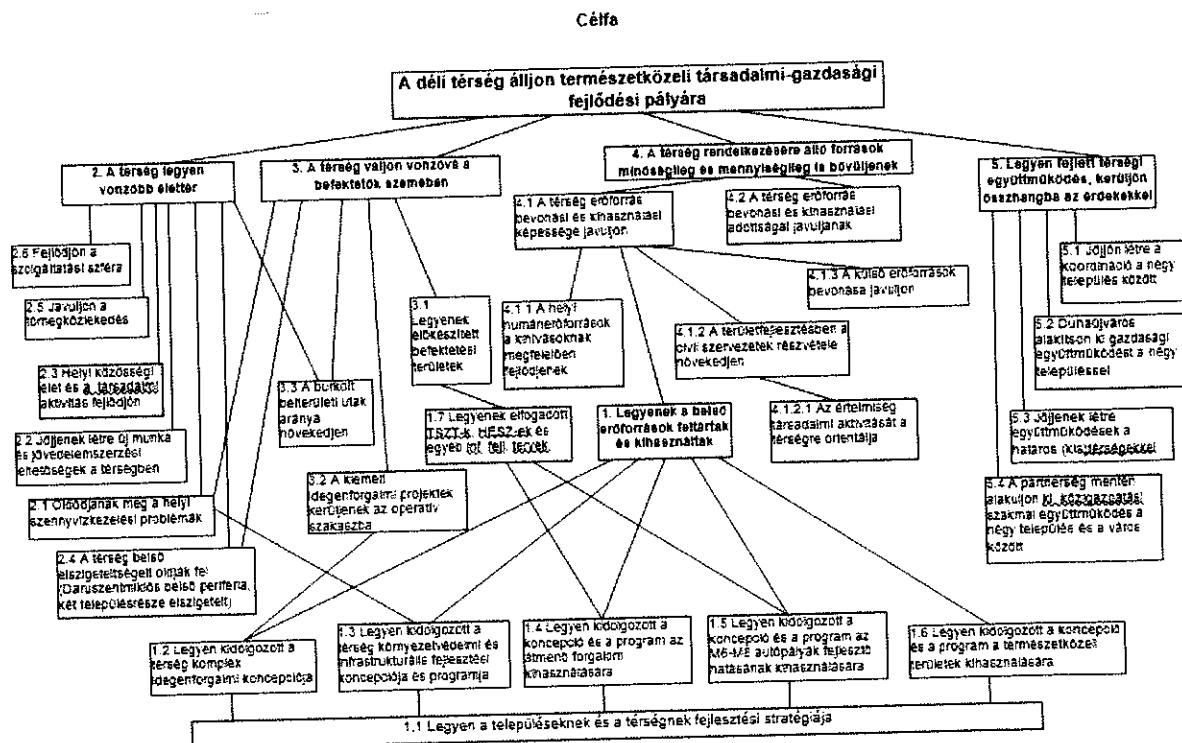 Célfa
A déli térség álljon természetközeli társadalmi-gazdasági
fejlődési pályára
2. A térség legyen
vonzóbb élettér
3. A térség váljon vonzóvá a
befektetők szemében
4. A térség rendelkezésére álló források
minőségileg és mennyiségileg is bővüljenek
5. Legyen fejlett térségi
együttműködés, kerüljön
összhangba az érdekekkel
4.1 A térség erőforrás
bevonási és kihasználási
képessége javuljon
4.2 A térség erőforrás
bevonási és kihasználási
adottságai javuljanak
2.6 Fejlődjön a
szolgáltatási szféra
2.5 Javuljon a
tömegközlekedés
2.3 Helyi közösségi
élet és a társadalmi
aktivitás fejlődjön
2.2 Jöjjenek létre új munka
és jövedelemszerzési
lehetőségek a térségben
2.1 Oldódjanak meg a helyi
szennyvízkezelési problémák
2.4 A térség belső
elszigeteltségét oldják fel
(Daruszentmiklós belső periféria,
két településrésze elszigetelt)
3.3 A burkolt
belterületi utak
aránya
növekedjen
3.1
Legyenek
előkészített
befektetési
területek
3.2 A kiemelt
idegenforgalmi projektek
kerüljenek az operatív
szakaszba
4.1.1 A helyi
humánerőforrások
a kihívásoknak
megfelelően
fejlődjenek
4.1.3 A külső erőforrások
bevonása javuljon
4.1.2 A területfejlesztésben a
civil szervezetek részvétele
növekedjen
4.1.2.1 Az értelmiség
társadalmi aktivitását a
térségre orientálja
1.7 Legyenek elfogadott
TSZT-k, HÉSZ-ek és
egyéb tof. fejl. tervek
1. Legyenek a belső
erőforrások feltártak
és kihasználtak
5.1 Jöjjön létre a
koordináció a négy
település között
5.2 Dunaújváros
alakítson ki gazdasági
együttműködést a négy
településsel
5.3 Jöjjenek létre
együttműködések a
határos (kis)térségekkel
5.4 A partnerség mentén
alakuljon ki közigazgatási
szakmai együttműködés a
négy település és a város
között
1.2 Legyen kidolgozott a
térség komplex
idegenforgalmi koncepciója
1.3 Legyen kidolgozott a
térség környezetvédelmi és
infrastrukturális fejlesztési
koncepciója és programja
1.4 Legyen kidolgozott a
koncepció és a program az
átmenő forgalom
kihasználására
1.5 Legyen kidolgozott a
koncepció és a program az
M6-M8 autópályák fejlesztő
hatásának kihasználására
1.6 Legyen kidolgozott a koncepció
és a program a természetközeli
területek kihasználására
1.1 Legyen a településeknek és a térségnek fejlesztési stratégiája